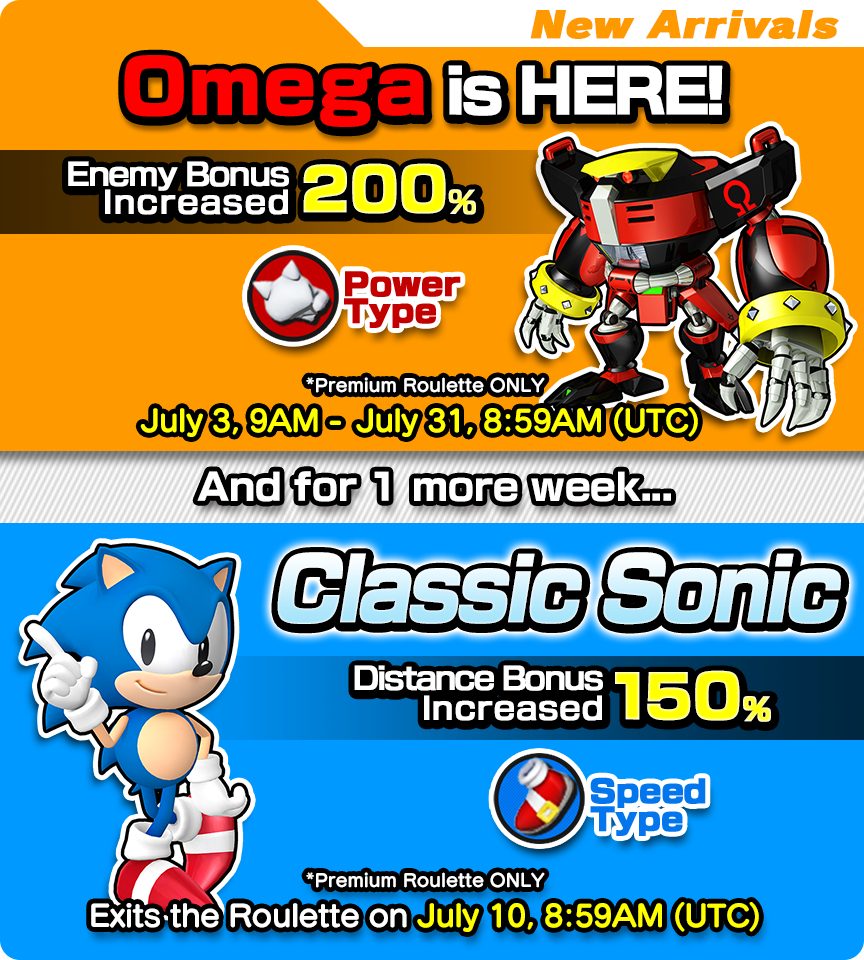 New Arrivals
Omega is HERE!
Enemy Bonus
Increased 200%
Power
Type
*Premium Roulette ONLY
July 3, 9AM - July 31, 8:59AM (UTC)
And for 1 more week...
Classic Sonic
Distance Bonus
Increased 150%
Speed
Type
*Premium Roulette ONLY
Exits the Roulette on July 10, 8:59AM (UTC)